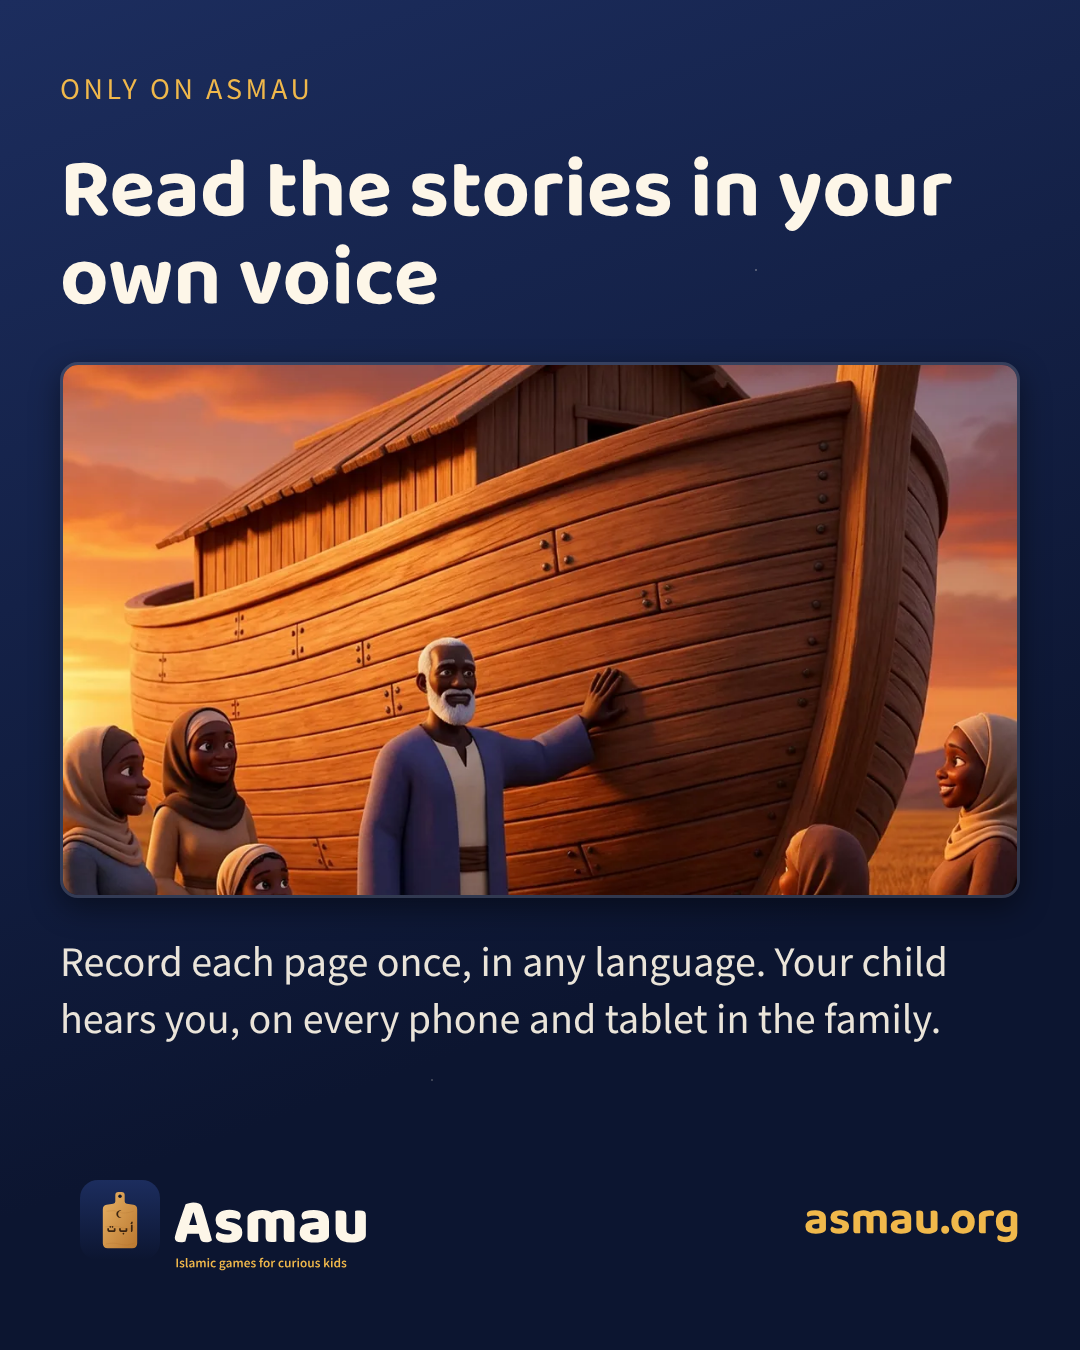 ONLY ON ASMAU
Read the stories in your
own voice
Record each page once, in any language. Your child
hears you, on every phone and tablet in the family.
أ ب ت
Asmau
Islamic games for curious kids
asmau.org